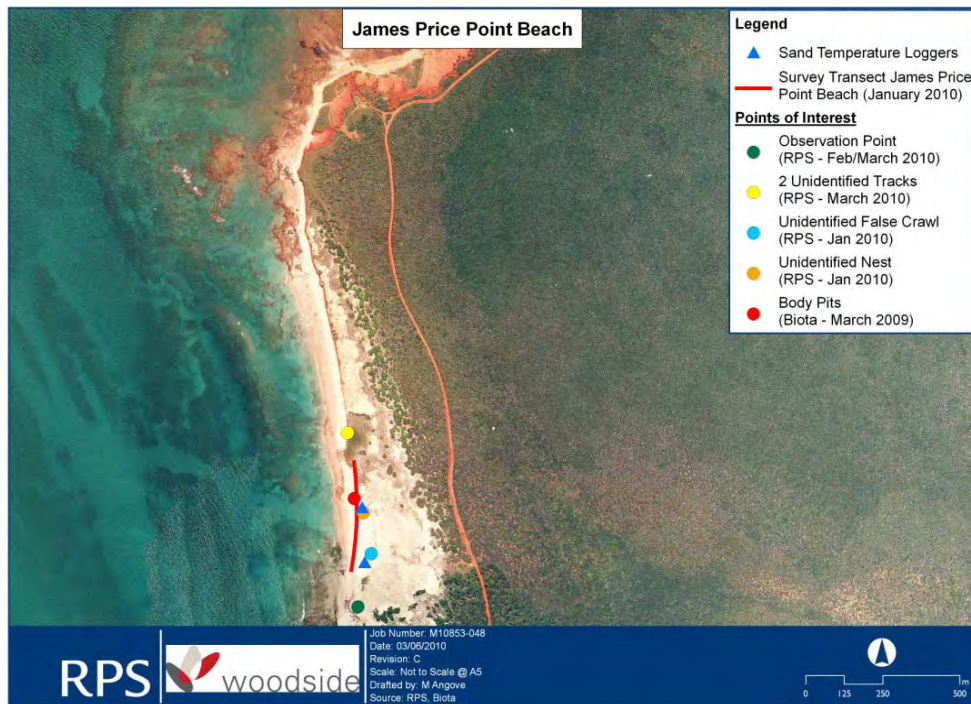 James Price Point Beach
Legend
Sand Temperature Loggers
Survey Transect James Price
Point Beach (January 2010)
Points of Interest
Observation Point
(RPS - Feb/March 2010)
2 Unidentified Tracks
(RPS - March 2010)
Unidentified False Crawl
(RPS - Jan 2010)
Unidentified Nest
(RPS - Jan 2010)
Body Pits
(Biota - March 2009)
RPS
woodside
Job Number: M10853-048
Date: 03/06/2010
Revision: C
Scale: Not to Scale @ A5
Drafted by: M Angove
Source: RPS, Biota
0 125 250 500
m